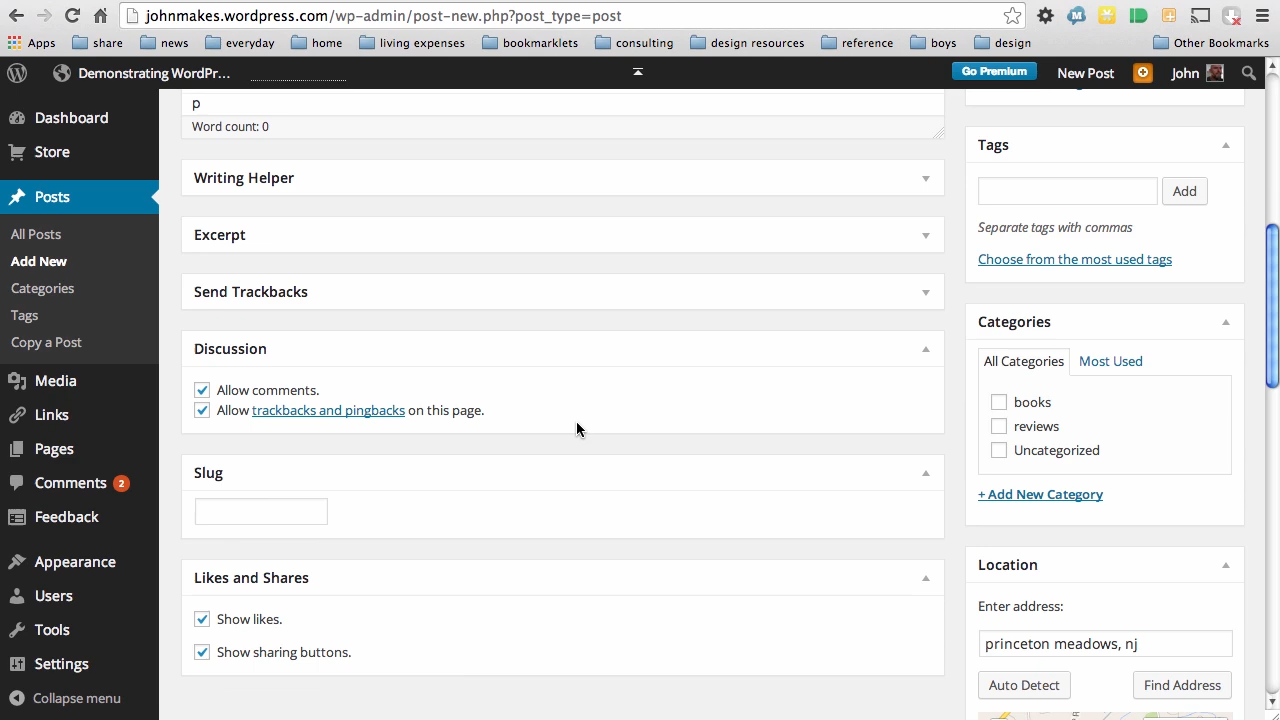 johnmakes.wordpress.com/wp-admin/post-new.php?post_type=post
Apps share news everyday home living expenses bookmarklets consulting design resources reference boys design Other Bookmarks
Demonstrating WordPr... Go Premium New Post John
Dashboard
Store
Posts
All Posts
Add New
Categories
Tags
Copy a Post
Media
Links
Pages
Comments 2
Feedback
Appearance
Users
Tools
Settings
Collapse menu
p
Word count: 0
Writing Helper
Excerpt
Send Trackbacks
Discussion
Allow comments.
Allow trackbacks and pingbacks on this page.
Slug
Likes and Shares
Show likes.
Show sharing buttons.
Tags
Add
Separate tags with commas
Choose from the most used tags
Categories
All Categories Most Used
books
reviews
Uncategorized
+ Add New Category
Location
Enter address:
princeton meadows, nj
Auto Detect Find Address